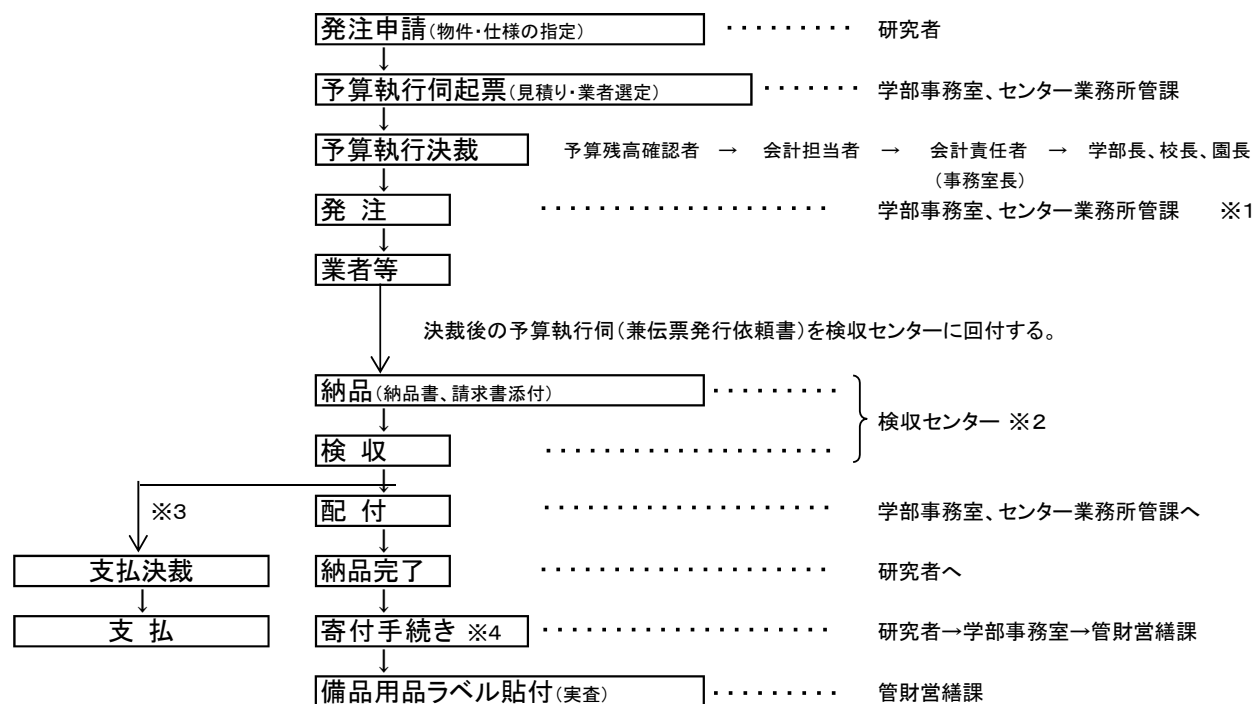 発注申請(物件・仕様の指定) ・・・・・・・・・ 研究者
↓
予算執行伺起票(見積り・業者選定) ・・・・・・・ 学部事務室、センター業務所管課
↓
予算執行決裁 予算残高確認者 → 会計担当者 → 会計責任者 → 学部長、校長、園長
↓ (事務室長)
発 注 ・・・・・・・・・・・・・・・・・・・・ 学部事務室、センター業務所管課 ※1
↓
業者等
決裁後の予算執行伺(兼伝票発行依頼書)を検収センターに回付する。
納品(納品書、請求書添付) ・・・・・・・・・
↓ 検収センター ※2
検 収 ・・・・・・・・・・・・・・・・・・・・
↓
※3 配 付 ・・・・・・・・・・・・・・・・・・・・ 学部事務室、センター業務所管課へ
↓
支払決裁 納品完了 ・・・・・・・・・・・・・・・・・・・・ 研究者へ
↓ ↓
支 払 寄付手続き ※4 ・・・・・・・・・・・・・・・・・・・・ 研究者→学部事務室→管財営繕課
↓
備品用品ラベル貼付(実査) ・・・・・・・・・ 管財営繕課